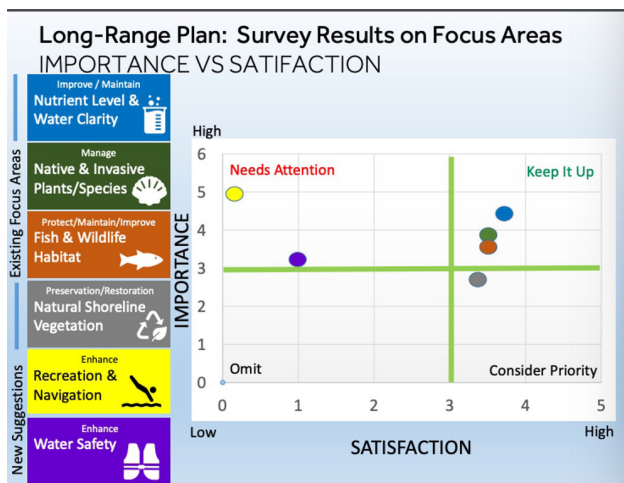 Long-Range Plan: Survey Results on Focus Areas
IMPORTANCE VS SATIFACTION
Existing Focus Areas
Improve / Maintain
Nutrient Level &
Water Clarity
Manage
Native & Invasive
Plants/Species
Protect/Maintain/Improve
Fish & Wildlife
Habitat
Preservation/Restoration
Natural Shoreline
Vegetation
New Suggestions
Enhance
Recreation &
Navigation
Enhance
Water Safety
High
IMPORTANCE
6
5
4
3
2
1
0
Needs Attention
Keep It Up
Omit
Consider Priority
0 1 2 3 4 5
Low
High
SATISFACTION